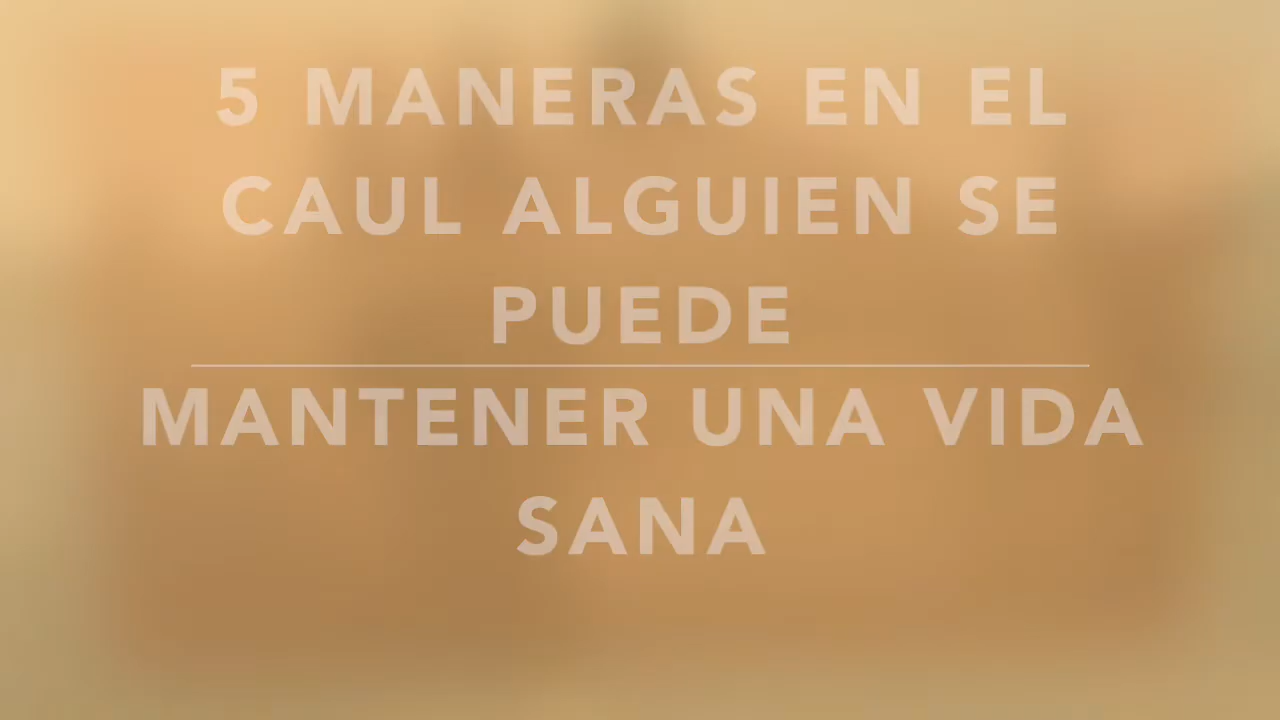 5 MANERAS EN EL
CAUL ALGUIEN SE
PUEDE
MANTENER UNA VIDA
SANA